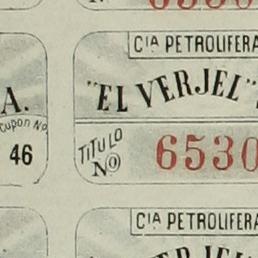 CIA PETROLIFERA
"EL VERJEL"
A.
Cupon No
46
TITULO
No
6530
CIA PETROLIFERA